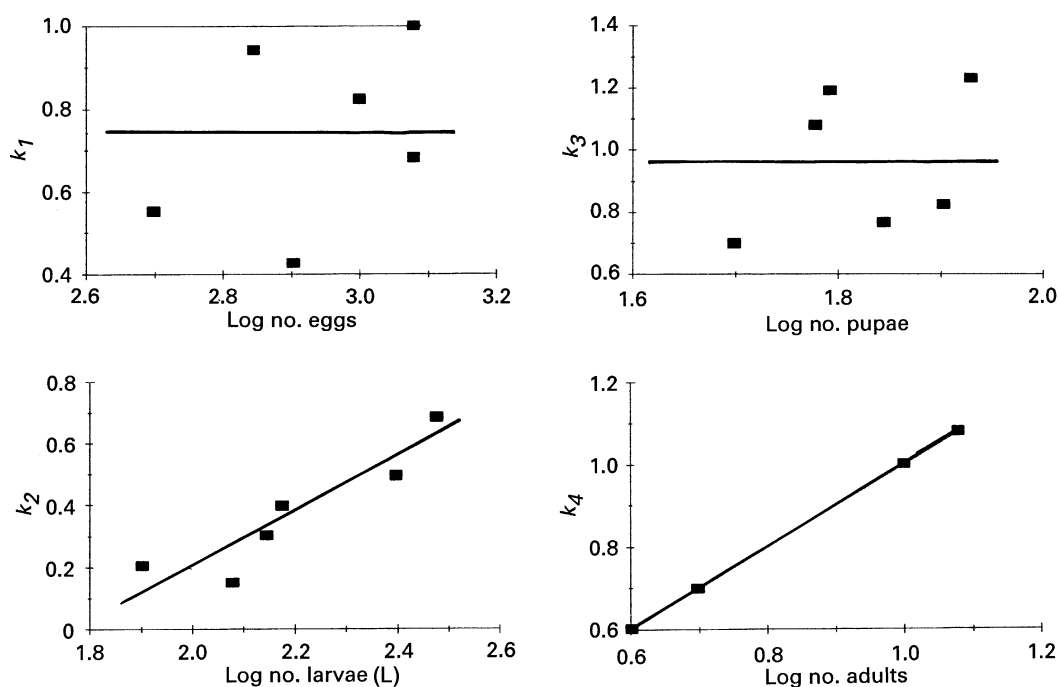 1.0
0.8
0.6
0.4
k1
2.6 2.8 3.0 3.2
Log no. eggs
1.4
1.2
1.0
0.8
0.6
k3
1.6 1.8 2.0
Log no. pupae
0.8
0.6
0.4
0.2
0
k2
1.8 2.0 2.2 2.4 2.6
Log no. larvae (L)
1.2
1.0
0.8
0.6
k4
0.6 0.8 1.0 1.2
Log no. adults